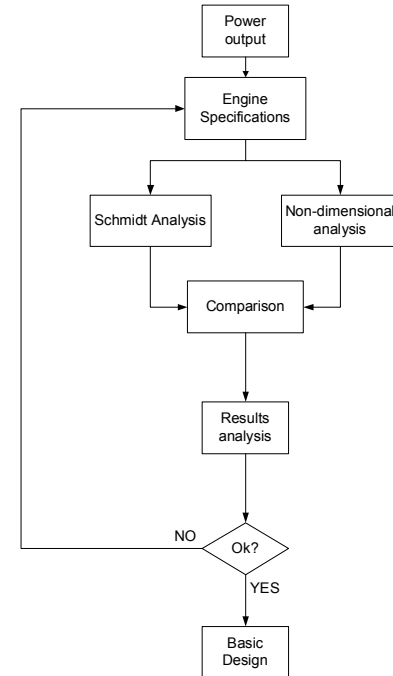 Power
output
Engine
Specifications
Schmidt Analysis
Non-dimensional
analysis
Comparison
Results
analysis
NO
Ok?
YES
Basic
Design